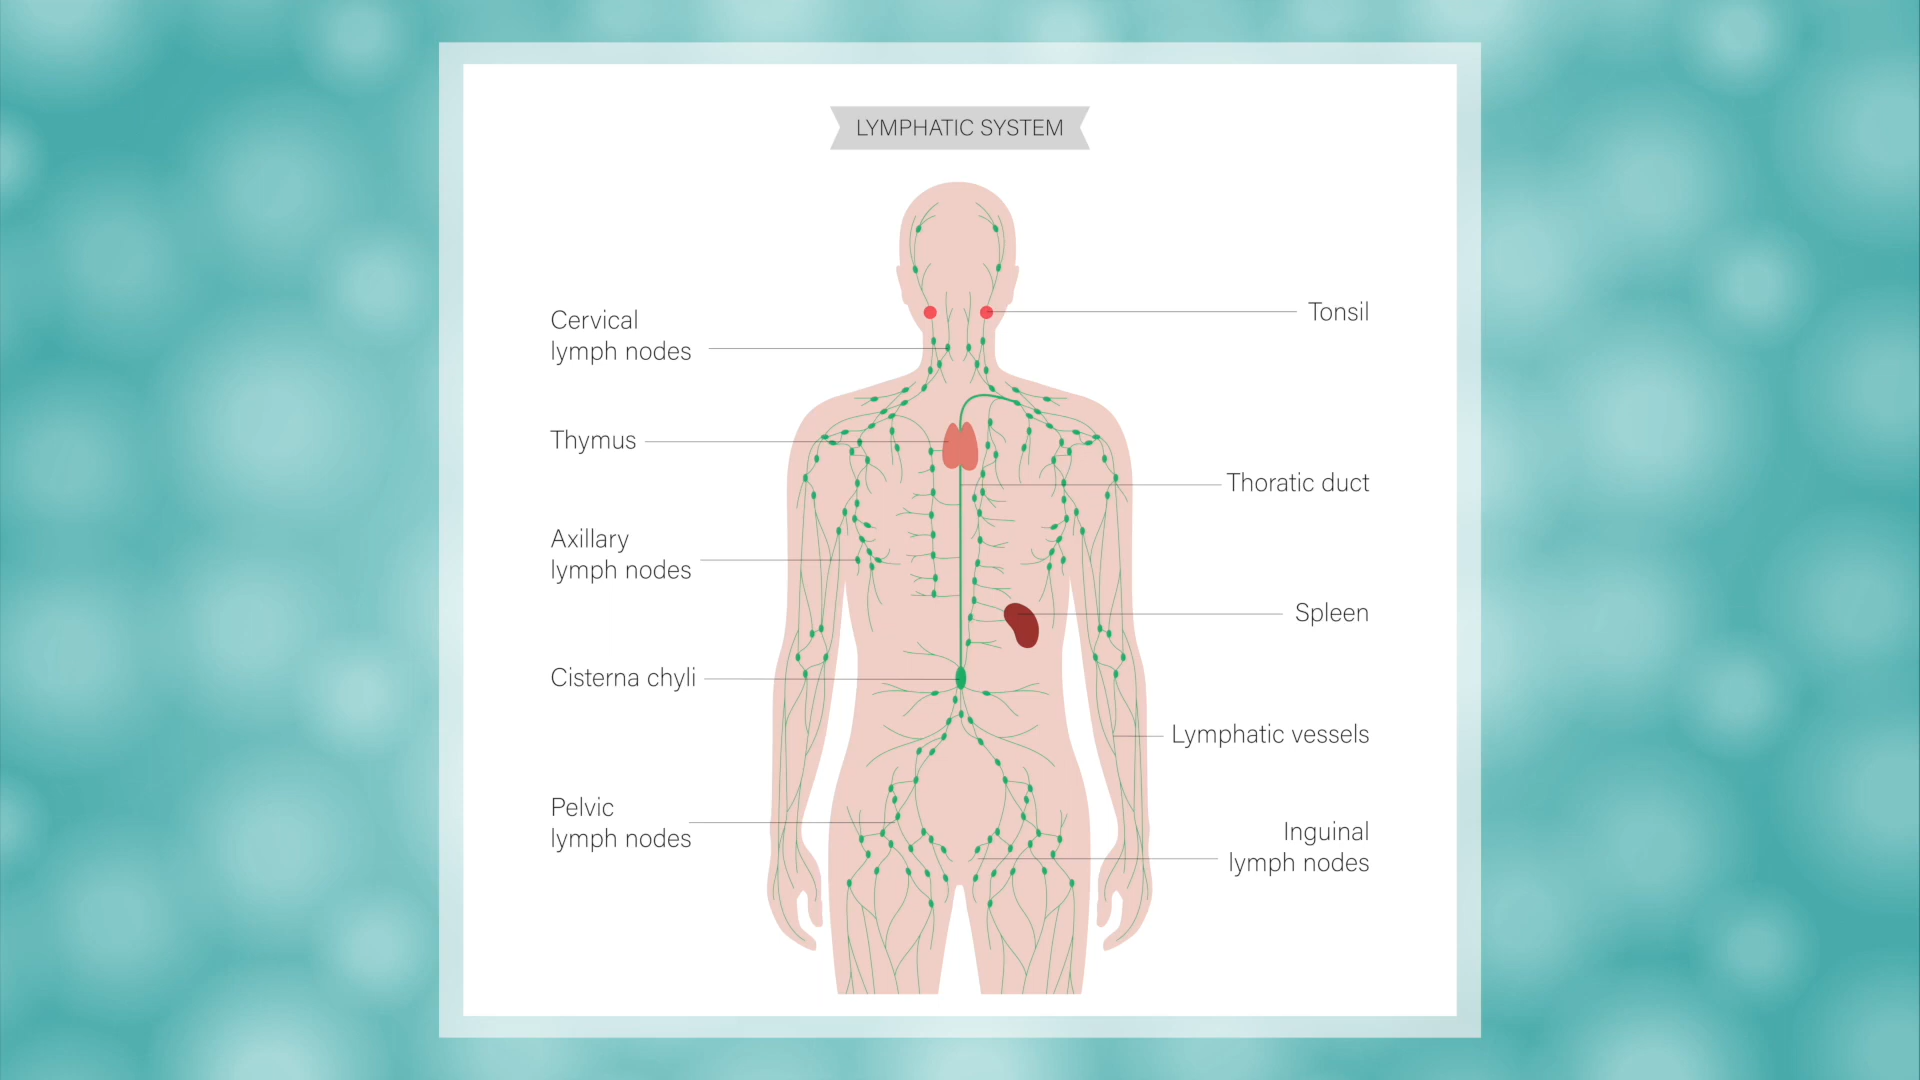 LYMPHATIC SYSTEM
Cervical
lymph nodes
Thymus
Axillary
lymph nodes
Cisterna chyli
Pelvic
lymph nodes
Tonsil
Thoratic duct
Spleen
Lymphatic vessels
Inguinal
lymph nodes